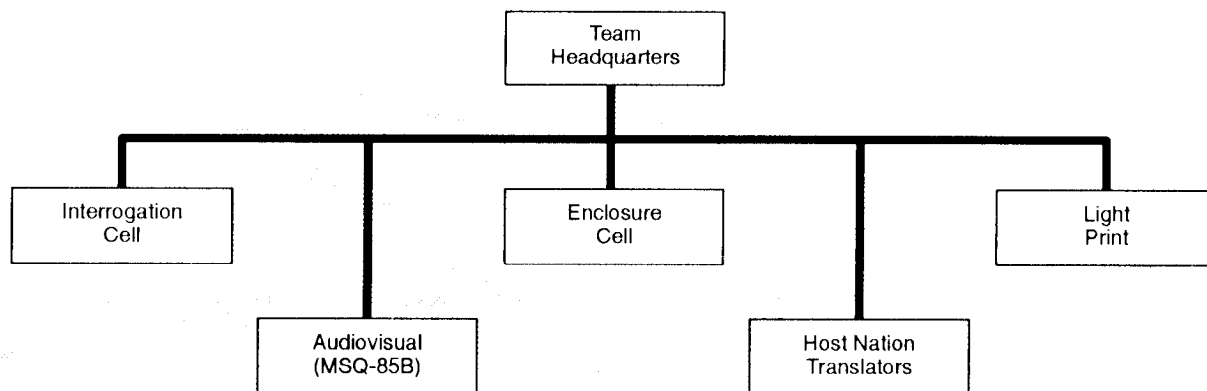 Team
Headquarters
Interrogation
Cell
Enclosure
Cell
Light
Print
Audiovisual
(MSQ-85B)
Host Nation
Translators